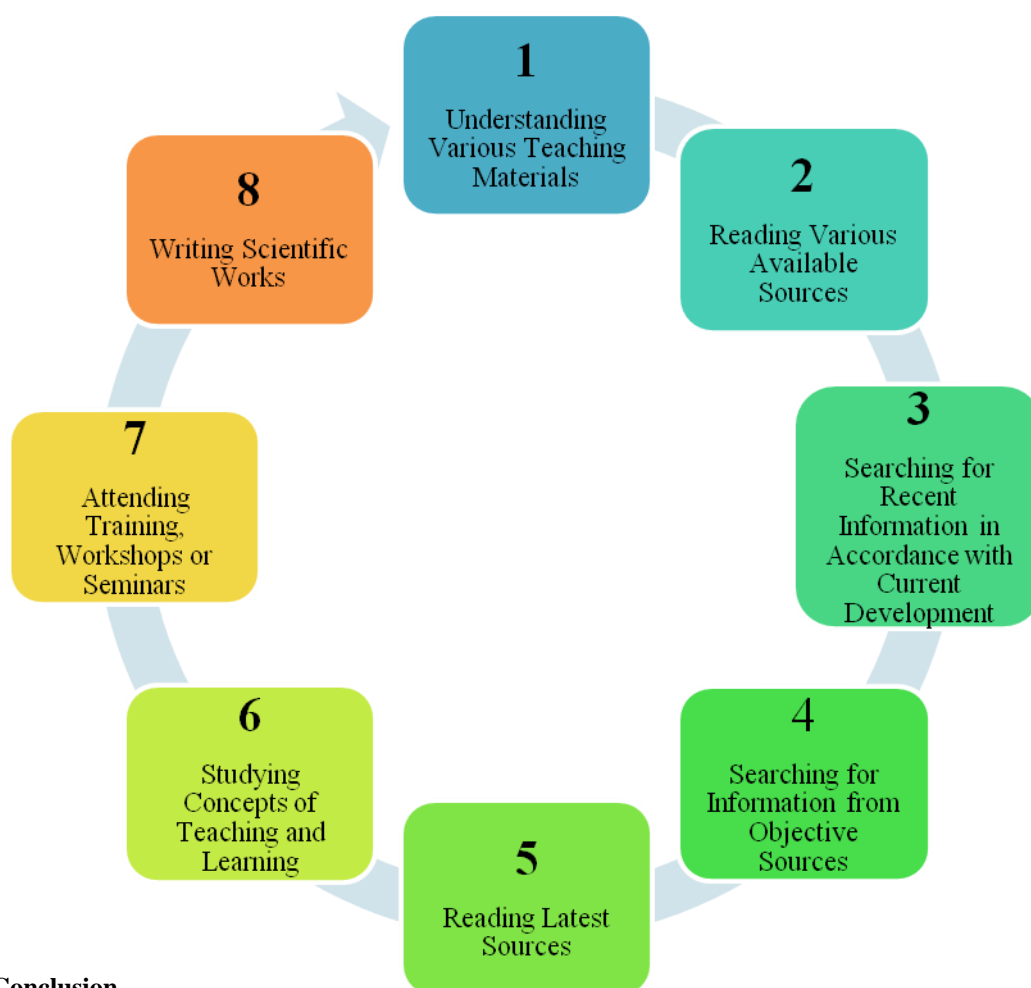 1
Understanding
Various Teaching
Materials
2
Reading Various
Available
Sources
3
Searching for
Recent
Information in
Accordance with
Current
Development
4
Searching for
Information from
Objective
Sources
5
Reading Latest
Sources
6
Studying
Concepts of
Teaching and
Learning
7
Attending
Training,
Workshops or
Seminars
8
Writing Scientific
Works
Conclusion